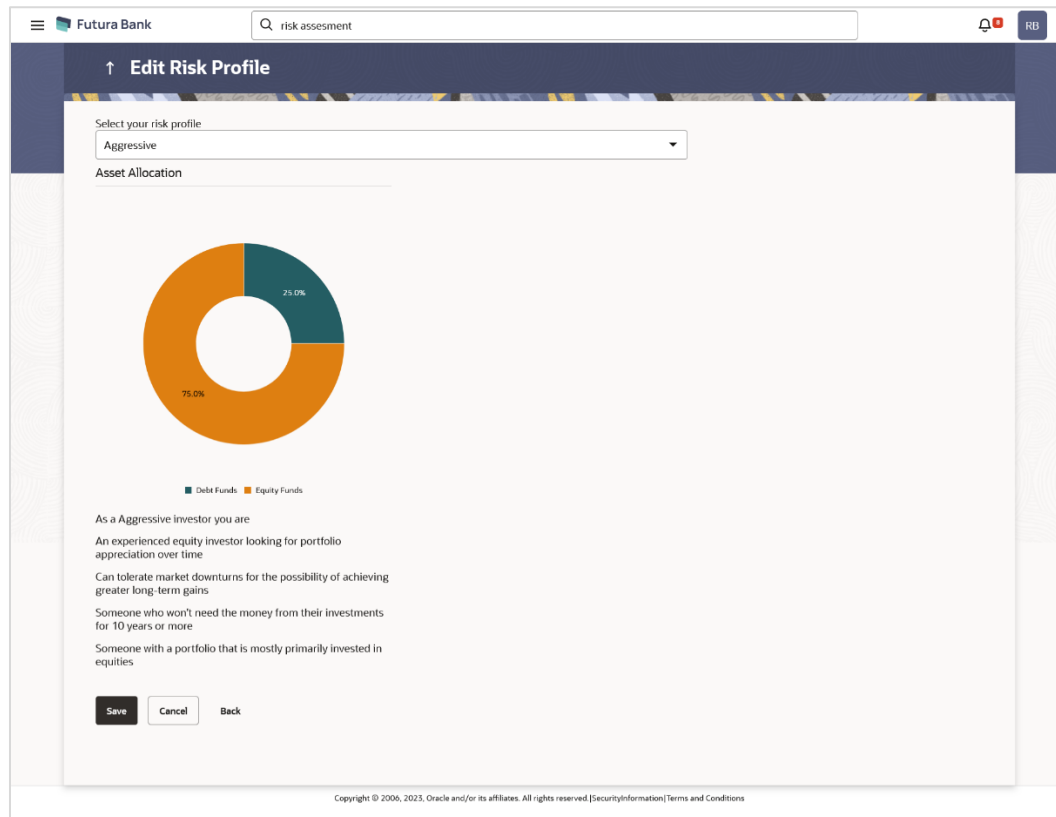 Futura Bank
risk assesment
8
RB
↑ Edit Risk Profile
Select your risk profile
Aggressive
Asset Allocation
25.0%
75.0%
Debt Funds Equity Funds
As a Aggressive investor you are
An experienced equity investor looking for portfolio
appreciation over time
Can tolerate market downturns for the possibility of achieving
greater long-term gains
Someone who won't need the money from their investments
for 10 years or more
Someone with a portfolio that is mostly primarily invested in
equities
Save Cancel Back
Copyright © 2006, 2023, Oracle and/or its affiliates. All rights reserved.|SecurityInformation|Terms and Conditions